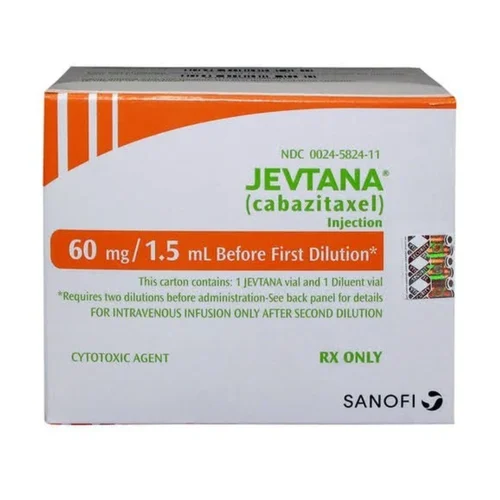 NDC 0024-5824-11
JEVTANA®
(cabazitaxel)
Injection
60 mg/1.5 mL Before First Dilution*
This carton contains: 1 JEVTANA vial and 1 Diluent vial
*Requires two dilutions before administration-See back panel for details
FOR INTRAVENOUS INFUSION ONLY AFTER SECOND DILUTION
CYTOTOXIC AGENT
RX ONLY
SANOFI